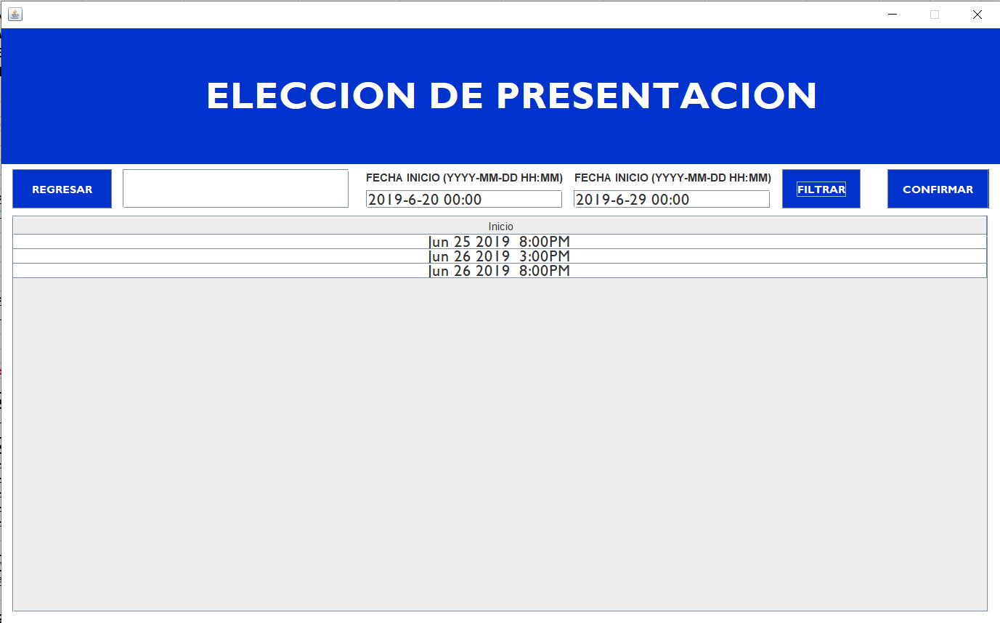 ELECCION DE PRESENTACION
REGRESAR
FECHA INICIO (YYYY-MM-DD HH:MM)
2019-6-20 00:00
FECHA INICIO (YYYY-MM-DD HH:MM)
2019-6-29 00:00
FILTRAR
CONFIRMAR
Inicio
Jun 25 2019  8:00PM
Jun 26 2019  3:00PM
Jun 26 2019  8:00PM